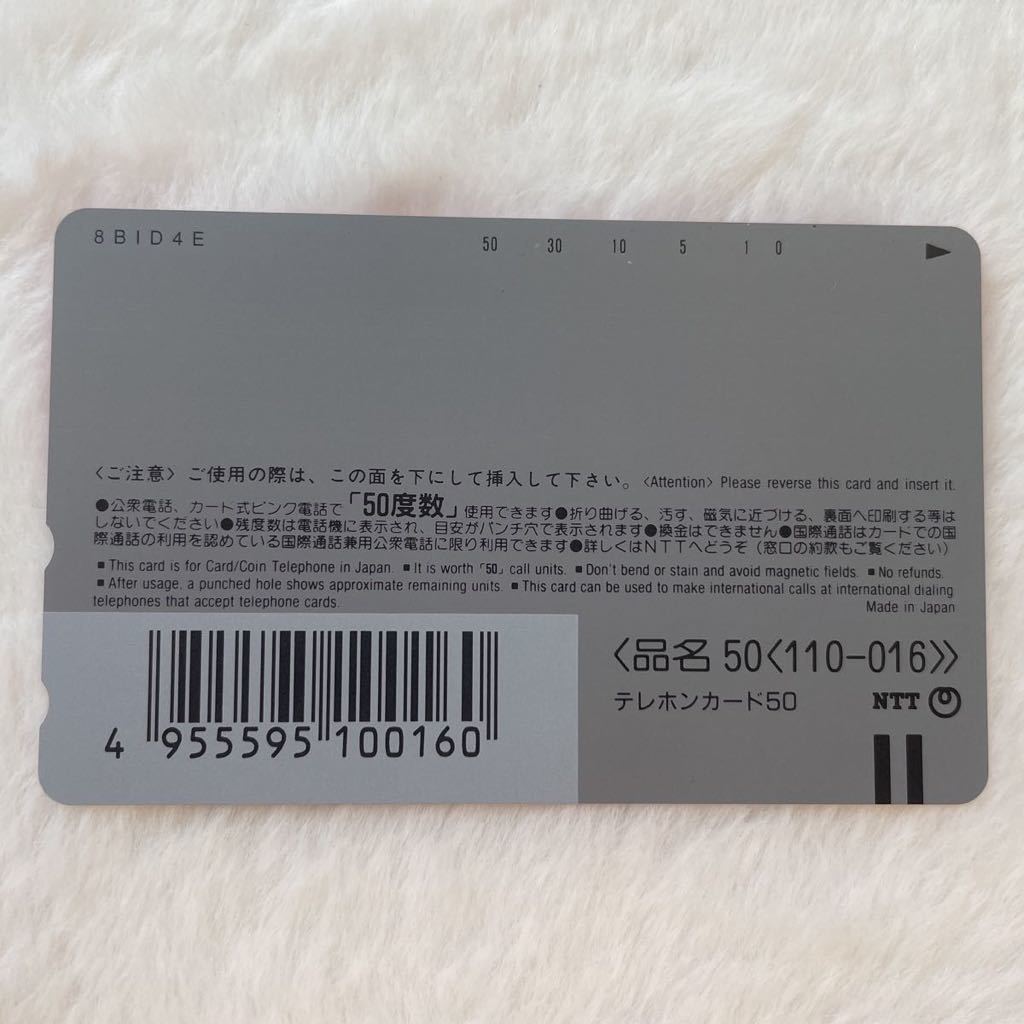 8BID4E 50 30 10 5 1 0
〈ご注意〉ご使用の際は、この面を下にして挿入して下さい。〈Attention〉 Please reverse this card and insert it.
●公衆電話、カード式ピンク電話で「50度数」使用できます●折り曲げる、汚す、磁気に近づける、裏面へ印刷する等は
しないでください●残度数は電話機に表示され、目安がパンチ穴で表示されます●換金はできません●国際通話はカードでの国
際通話の利用を認めている国際通話兼用公衆電話に限り利用できます●詳しくはNTTへどうぞ(窓口の約款もご覧ください)
■ This card is for Card/Coin Telephone in Japan. ■ It is worth「50」call units. ■ Don't bend or stain and avoid magnetic fields. ■ No refunds.
■ After usage, a punched hole shows approximate remaining units. ■ This card can be used to make international calls at international dialing
telephones that accept telephone cards.
Made in Japan
〈品名 50〈110-016〉〉
テレホンカード50 NTT
4 955595 100160